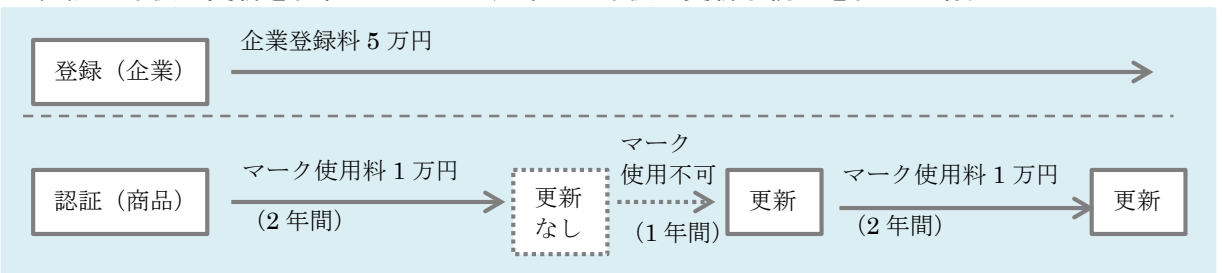 企業登録料 5 万円
登録（企業）
マーク
使用不可
マーク使用料 1 万円
マーク使用料 1 万円
認証（商品）
更新
なし
更新
更新
（2 年間）
（1 年間）
（2 年間）